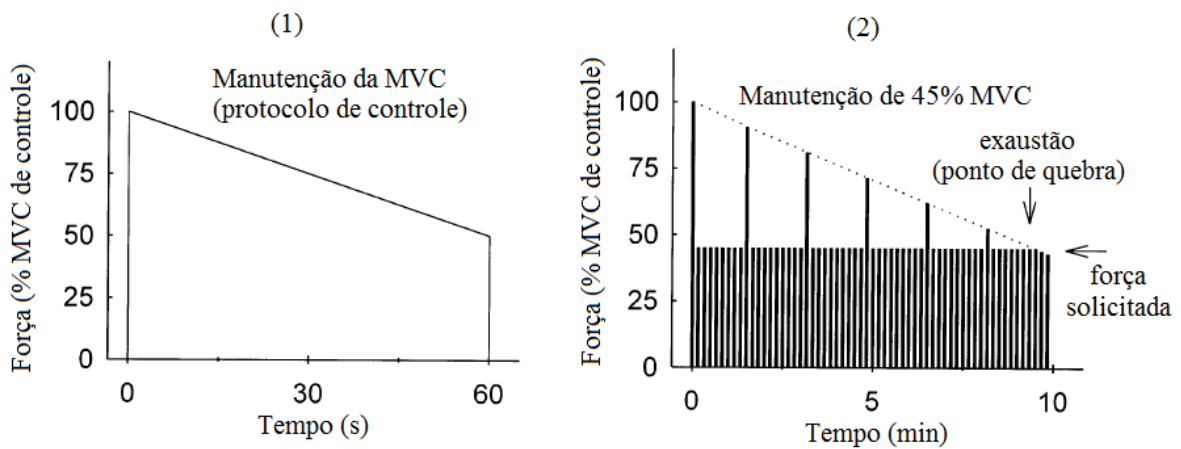 (1)
Manutenção da MVC
(protocolo de controle)
Força (% MVC de controle)
100
75
50
25
0
0
30
60
Tempo (s)
(2)
Manutenção de 45% MVC
exaustão
(ponto de quebra)
Força (% MVC de controle)
100
75
50
25
0
força
solicitada
0
5
10
Tempo (min)